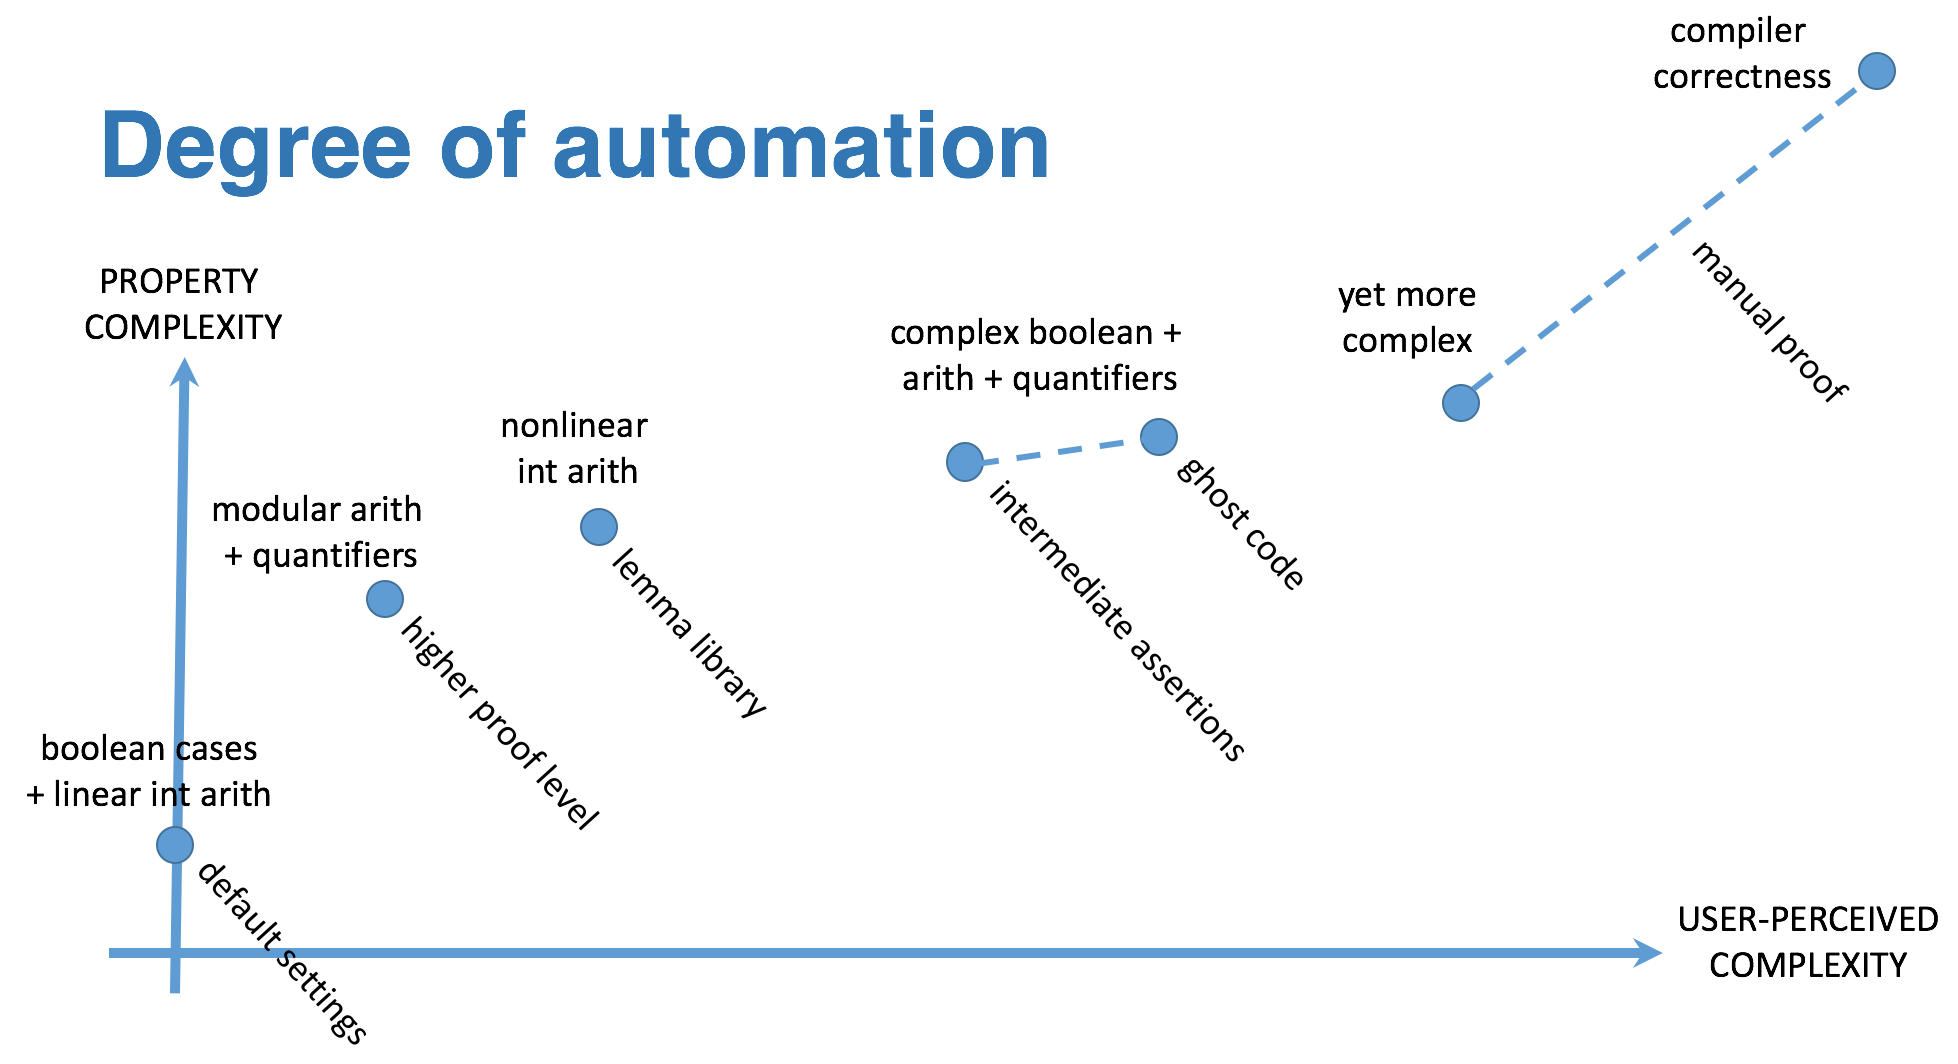 compiler
correctness
Degree of automation
manual proof
PROPERTY
COMPLEXITY
yet more
complex
complex boolean +
arith + quantifiers
ghost code
intermediate assertions
nonlinear
int arith
lemma library
modular arith
+ quantifiers
higher proof level
boolean cases
+ linear int arith
default settings
USER-PERCEIVED
COMPLEXITY